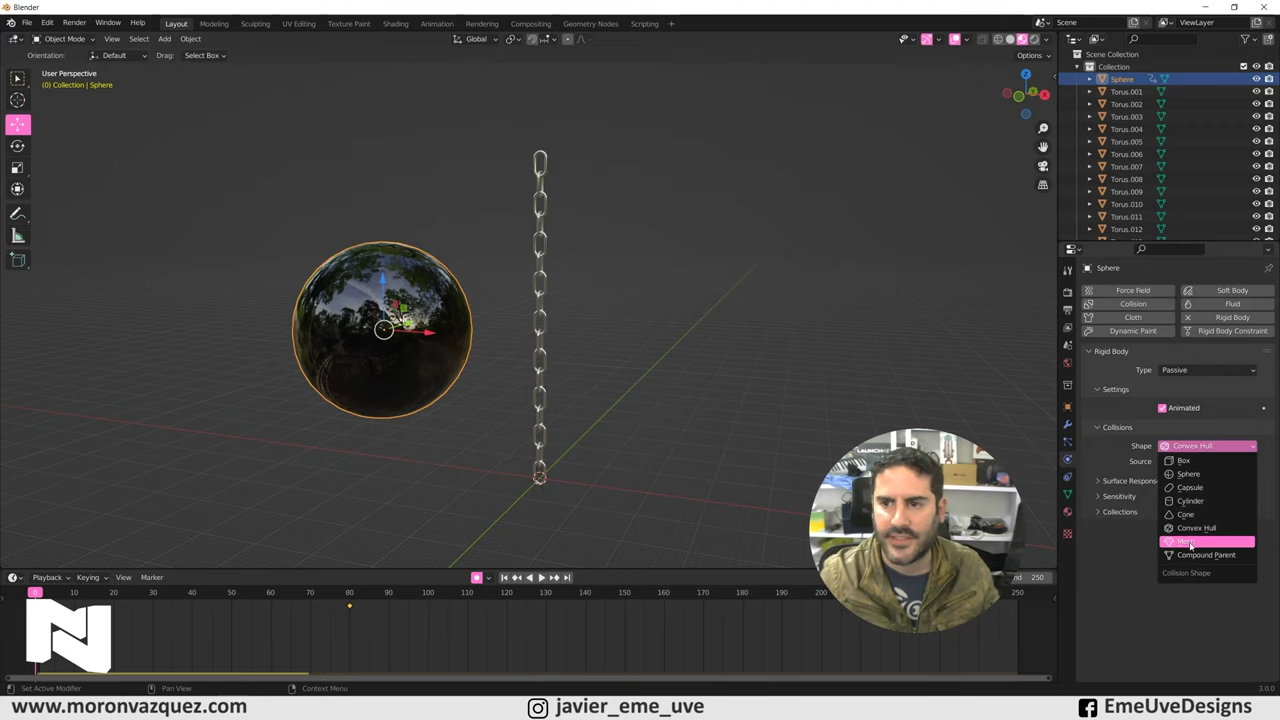 Blender
File Edit Render Window Help Layout Modeling Sculpting UV Editing Texture Paint Shading Animation Rendering Compositing Geometry Nodes Scripting + Scene ViewLayer
Object Mode View Select Add Object Global
Orientation: Default Drag: Select Box Options
User Perspective
(0) Collection | Sphere
Scene Collection
Collection
Sphere
Torus.001
Torus.002
Torus.003
Torus.004
Torus.005
Torus.006
Torus.007
Torus.008
Torus.009
Torus.010
Torus.011
Torus.012
Sphere
Force Field Soft Body
Collision Fluid
Cloth Rigid Body
Dynamic Paint Rigid Body Constraint
Rigid Body
Type Passive
Settings
Animated
Collisions
Shape Convex Hull
Source
Box
Sphere
Surface Respons
Capsule
Sensitivity
Cylinder
Collections
Cone
Convex Hull
Mesh
Compound Parent
Collision Shape
LAUNCH
Playback Keying View Marker nd 250
0 10 20 30 40 50 60 70 80 90 100 110 120 130 140 150 160 170 180 250
N
Set Active Modifier Pan View Context Menu 3.0.0
www.moronvazquez.com javier_eme_uve EmeUveDesigns